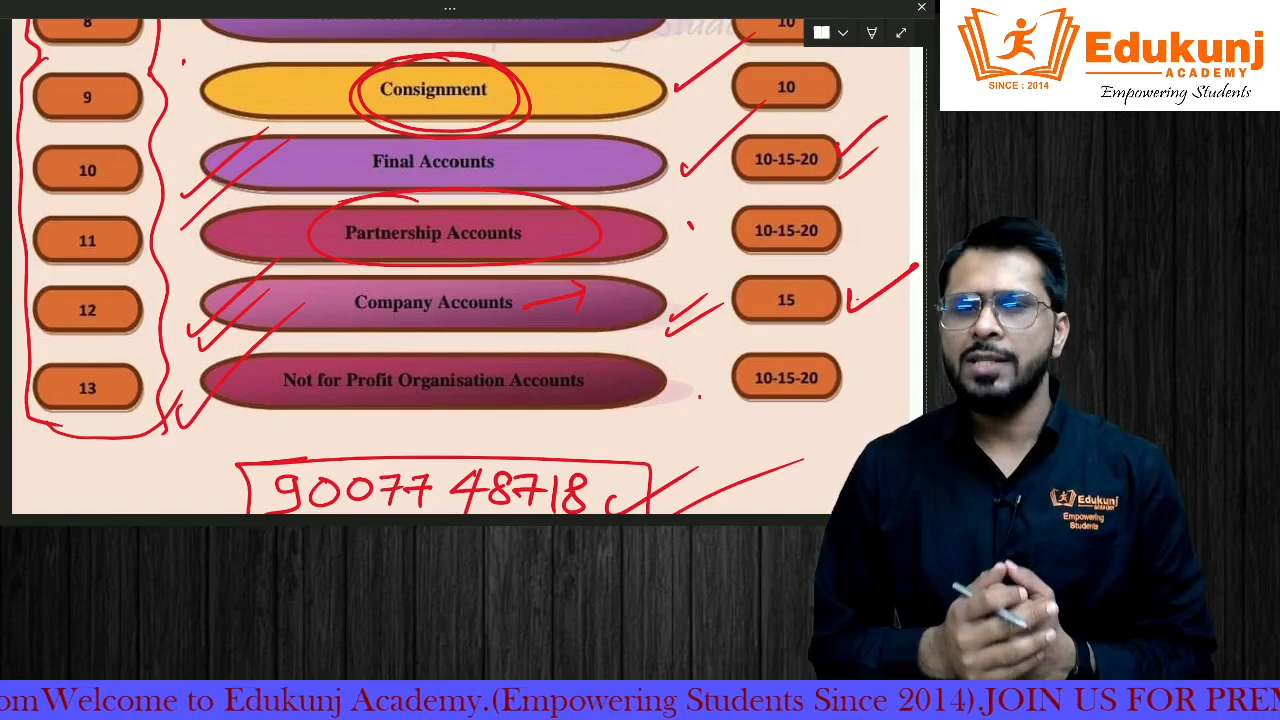 8 10
9 Consignment 10
10 Final Accounts 10-15-20
11 Partnership Accounts 10-15-20
12 Company Accounts 15
13 Not for Profit Organisation Accounts 10-15-20
90077 48718
Edukunj
ACADEMY
SINCE : 2014
Empowering Students
Edukunj
ACADEMY
Empowering
Students
omWelcome to Edukunj Academy.(Empowering Students Since 2014).JOIN US FOR PREM